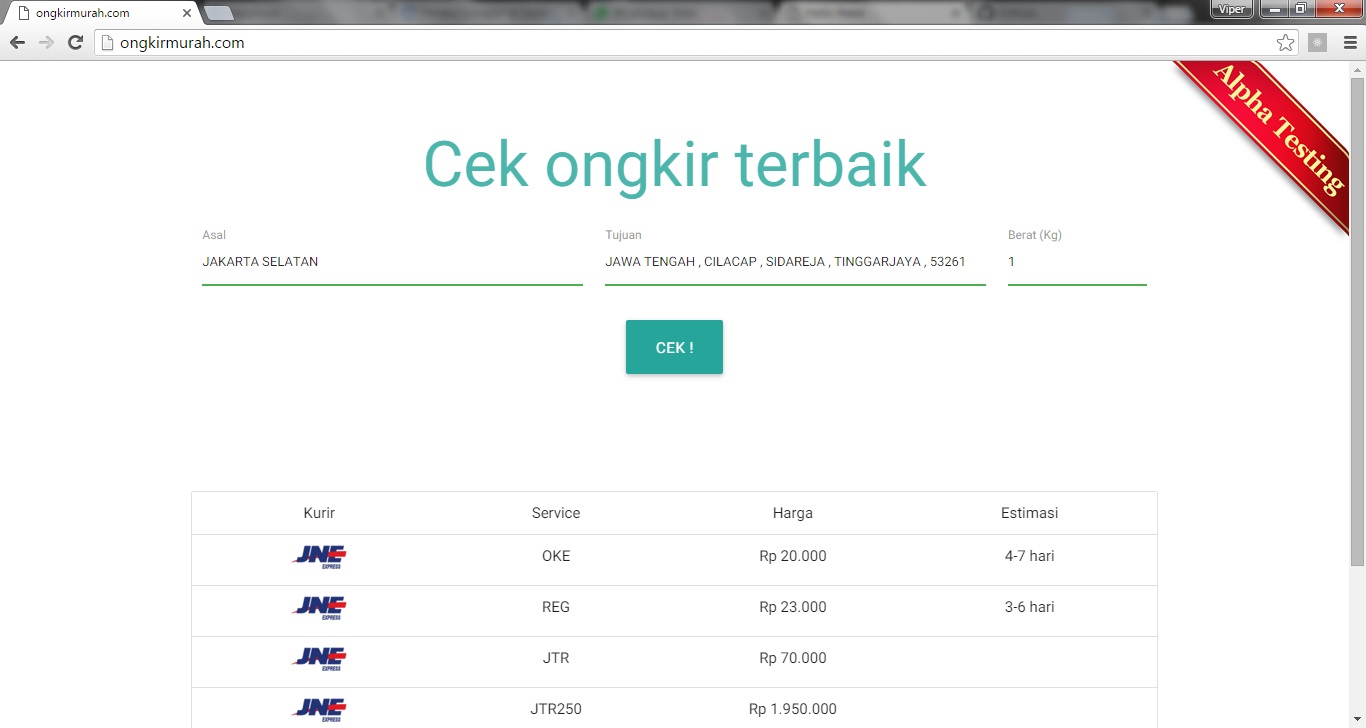 ongkirmurah.com
Viper
ongkirmurah.com
Alpha Testing
Cek ongkir terbaik
Asal
Tujuan
Berat (Kg)
JAKARTA SELATAN
JAWA TENGAH , CILACAP , SIDAREJA , TINGGARJAYA , 53261
1
CEK !
Kurir Service Harga Estimasi
JNE EXPRESS OKE Rp 20.000 4-7 hari
JNE EXPRESS REG Rp 23.000 3-6 hari
JNE EXPRESS JTR Rp 70.000
JNE EXPRESS JTR250 Rp 1.950.000